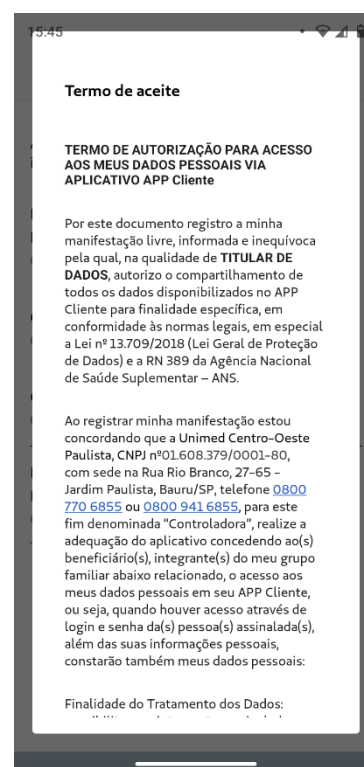 15:45
Termo de aceite
TERMO DE AUTORIZAÇÃO PARA ACESSO
AOS MEUS DADOS PESSOAIS VIA
APLICATIVO APP Cliente
Por este documento registro a minha
manifestação livre, informada e inequívoca
pela qual, na qualidade de TITULAR DE
DADOS, autorizo o compartilhamento de
todos os dados disponibilizados no APP
Cliente para finalidade específica, em
conformidade às normas legais, em especial
a Lei nº 13.709/2018 (Lei Geral de Proteção
de Dados) e a RN 389 da Agência Nacional
de Saúde Suplementar – ANS.
Ao registrar minha manifestação estou
concordando que a Unimed Centro-Oeste
Paulista, CNPJ nº01.608.379/0001-80,
com sede na Rua Rio Branco, 27-65 -
Jardim Paulista, Bauru/SP, telefone 0800
770 6855 ou 0800 941 6855, para este
fim denominada "Controladora", realize a
adequação do aplicativo concedendo ao(s)
beneficiário(s), integrante(s) do meu grupo
familiar abaixo relacionado, o acesso aos
meus dados pessoais em seu APP Cliente,
ou seja, quando houver acesso através de
login e senha da(s) pessoa(s) assinalada(s),
além das suas informações pessoais,
constarão também meus dados pessoais:
Finalidade do Tratamento dos Dados: